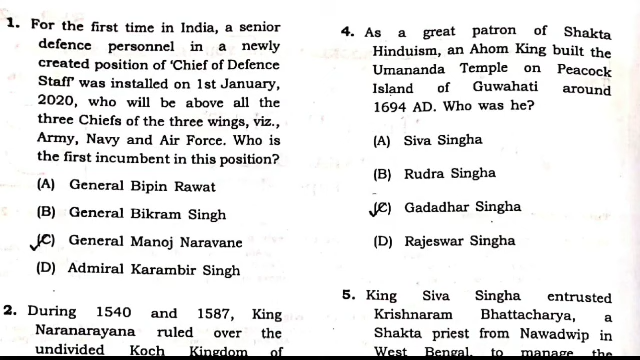 1. For the first time in India, a senior
defence personnel in a newly
created position of 'Chief of Defence
Staff' was installed on 1st January,
2020, who will be above all the
three Chiefs of the three wings, viz.,
Army, Navy and Air Force. Who is
the first incumbent in this position?
(A) General Bipin Rawat
(B) General Bikram Singh
(C) General Manoj Naravane
(D) Admiral Karambir Singh
2. During 1540 and 1587, King
Naranarayana ruled over the
undivided Koch Kingdom of
4. As a great patron of Shakta
Hinduism, an Ahom King built the
Umananda Temple on Peacock
Island of Guwahati around
1694 AD. Who was he?
(A) Siva Singha
(B) Rudra Singha
(C) Gadadhar Singha
(D) Rajeswar Singha
5. King Siva Singha entrusted
Krishnaram Bhattacharya, a
Shakta priest from Nawadwip in
West Bengal, to manage the